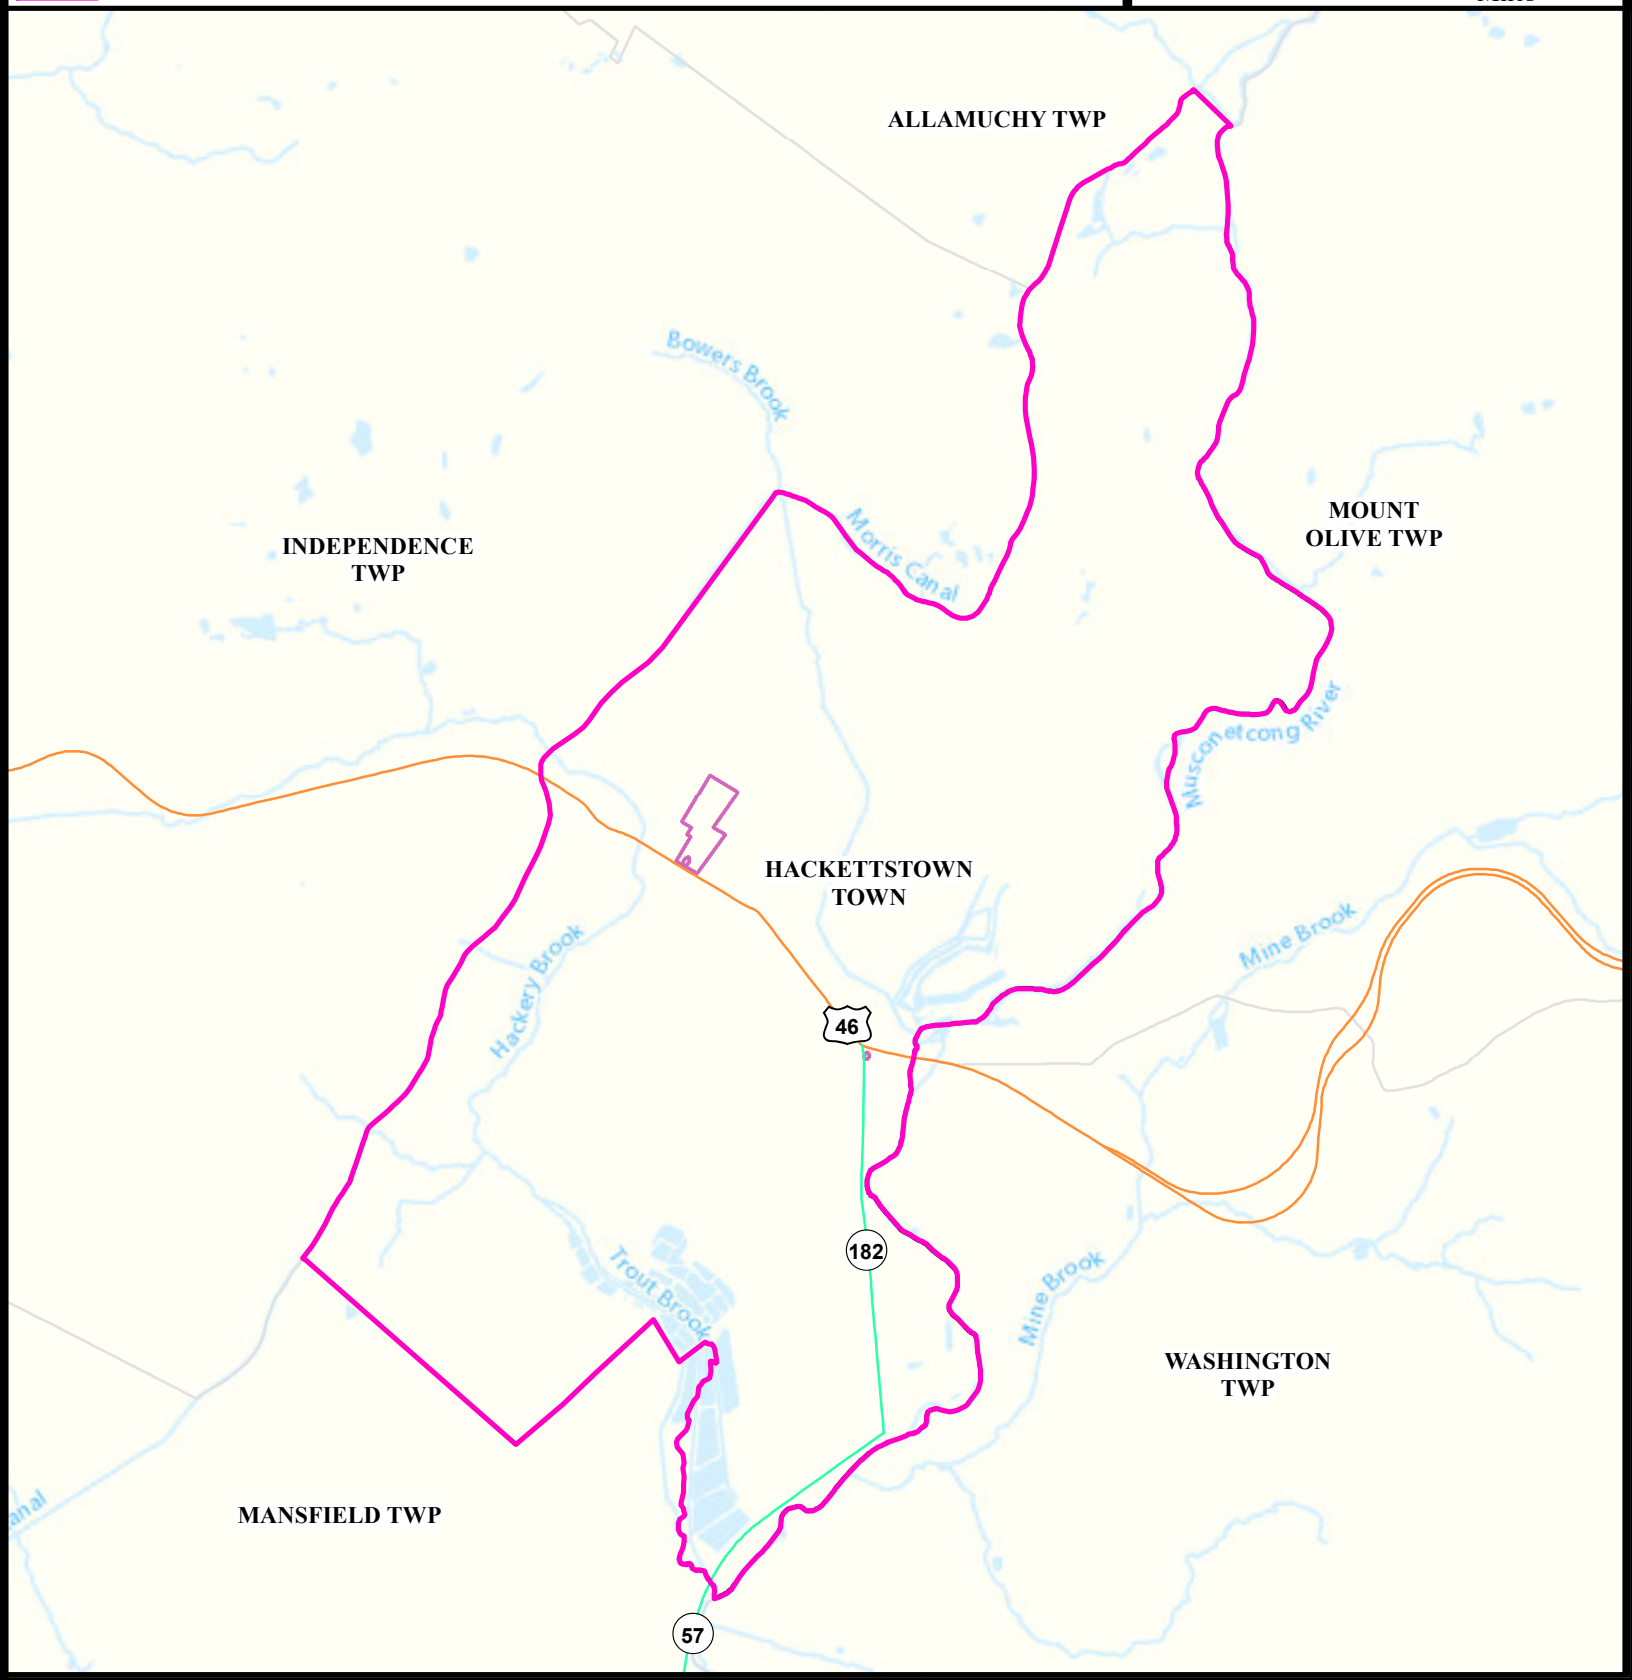 ALLAMUCHY TWP
Bowers Brook
MOUNT
OLIVE TWP
Morris Canal
INDEPENDENCE
TWP
Musconetcong River
HACKETTSTOWN
TOWN
Mine Brook
Hackery Brook
46
182
Trout Brook
Mine Brook
WASHINGTON
TWP
MANSFIELD TWP
57